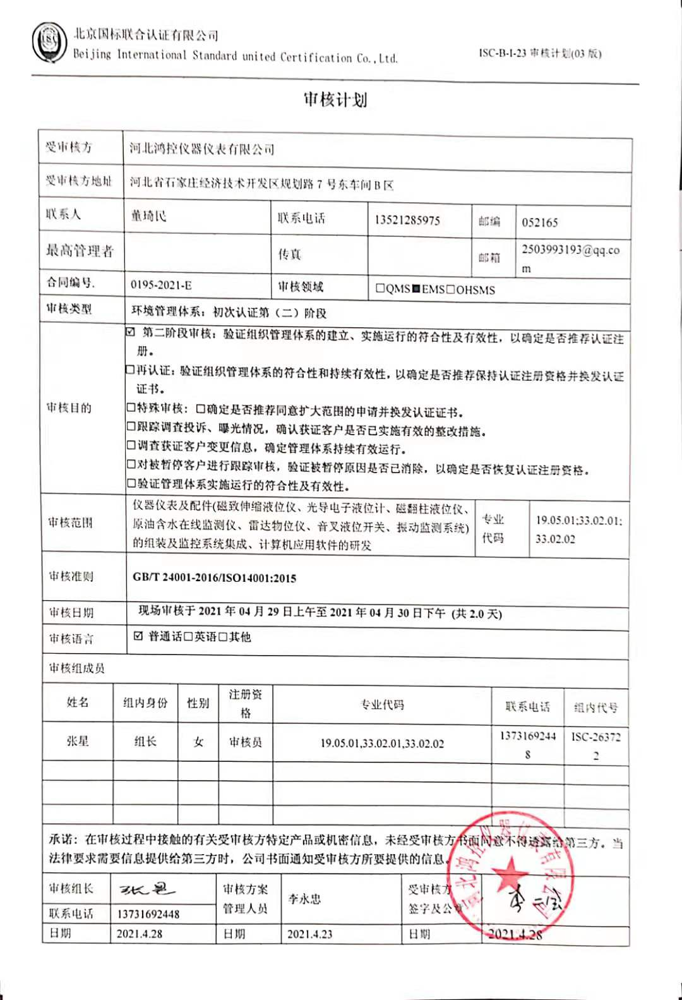 北京国标联合认证有限公司
Beijing International Standard united Certification Co.,Ltd.
ISC-B-I-23 审核计划(03 版)
审核计划
受审核方 河北鸿控仪器仪表有限公司
受审核方地址 河北省石家庄经济技术开发区规划路 7 号东车间 B 区
联系人 董琦民 联系电话 13521285975 邮编 052165
最高管理者 传真 邮箱 2503993193@qq.co
m
合同编号. 0195-2021-E 审核领域 □QMS■EMS□OHSMS
审核类型 环境管理体系：初次认证第（二）阶段
审核目的
☑ 第二阶段审核：验证组织管理体系的建立、实施运行的符合性及有效性，以确定是否推荐认证注
册。
□再认证：验证组织管理体系的符合性和持续有效性，以确定是否推荐保持认证注册资格并换发认证
证书。
□特殊审核：□确定是否推荐同意扩大范围的申请并换发认证证书。
□跟踪调查投诉、曝光情况，确认获证客户是否已实施有效的整改措施。
□调查获证客户变更信息，确定管理体系持续有效运行。
□对被暂停客户进行跟踪审核，验证被暂停原因是否已消除，以确定是否恢复认证注册资格。
□验证管理体系实施运行的符合性及有效性。
审核范围
仪器仪表及配件(磁致伸缩液位仪、光导电子液位计、磁翻柱液位仪、
原油含水在线监测仪、雷达物位仪、音叉液位开关、振动监测系统)
的组装及监控系统集成、计算机应用软件的研发
专业
代码
19.05.01;33.02.01;
33.02.02
审核准则 GB/T 24001-2016/ISO14001:2015
审核日期 现场审核于 2021 年 04 月 29 日上午至 2021 年 04 月 30 日下午 (共 2.0 天)
审核语言 ☑ 普通话□英语□其他
审核组成员
姓名 组内身份 性别 注册资
格 专业代码 联系电话 组内代号
张星 组长 女 审核员 19.05.01,33.02.01,33.02.02 1373169244
8 ISC-26372
2
承诺：在审核过程中接触的有关受审核方特定产品或机密信息，未经受审核方书面同意不得透露给第三方。当
法律要求需要信息提供给第三方时，公司书面通知受审核方所要提供的信息。
审核组长 张星 审核方案
管理人员 李永忠 受审核方
签字及公章
联系电话 13731692448
日期 2021.4.28 日期 2021.4.23 日期 2021.4.28
河北鸿控仪器仪表有限公司